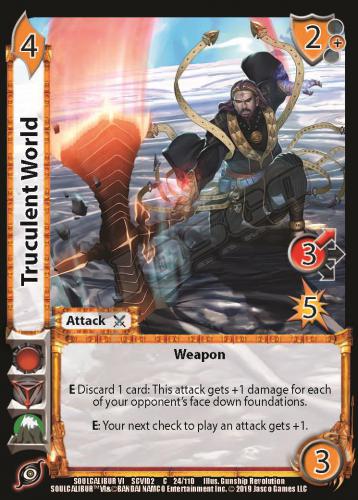 4
2
+
Truculent World
3
5
Attack
Weapon
E Discard 1 card: This attack gets +1 damage for each
of your opponent's face down foundations.
E: Your next check to play an attack gets +1.
3
SOULCALIBUR VI SCVI02 C 24/110 Illus. Gunship Revolution
SOULCALIBUR™ VI & © BANDAI NAMCO Entertainment Inc. © 2019 Jasco Games LLC